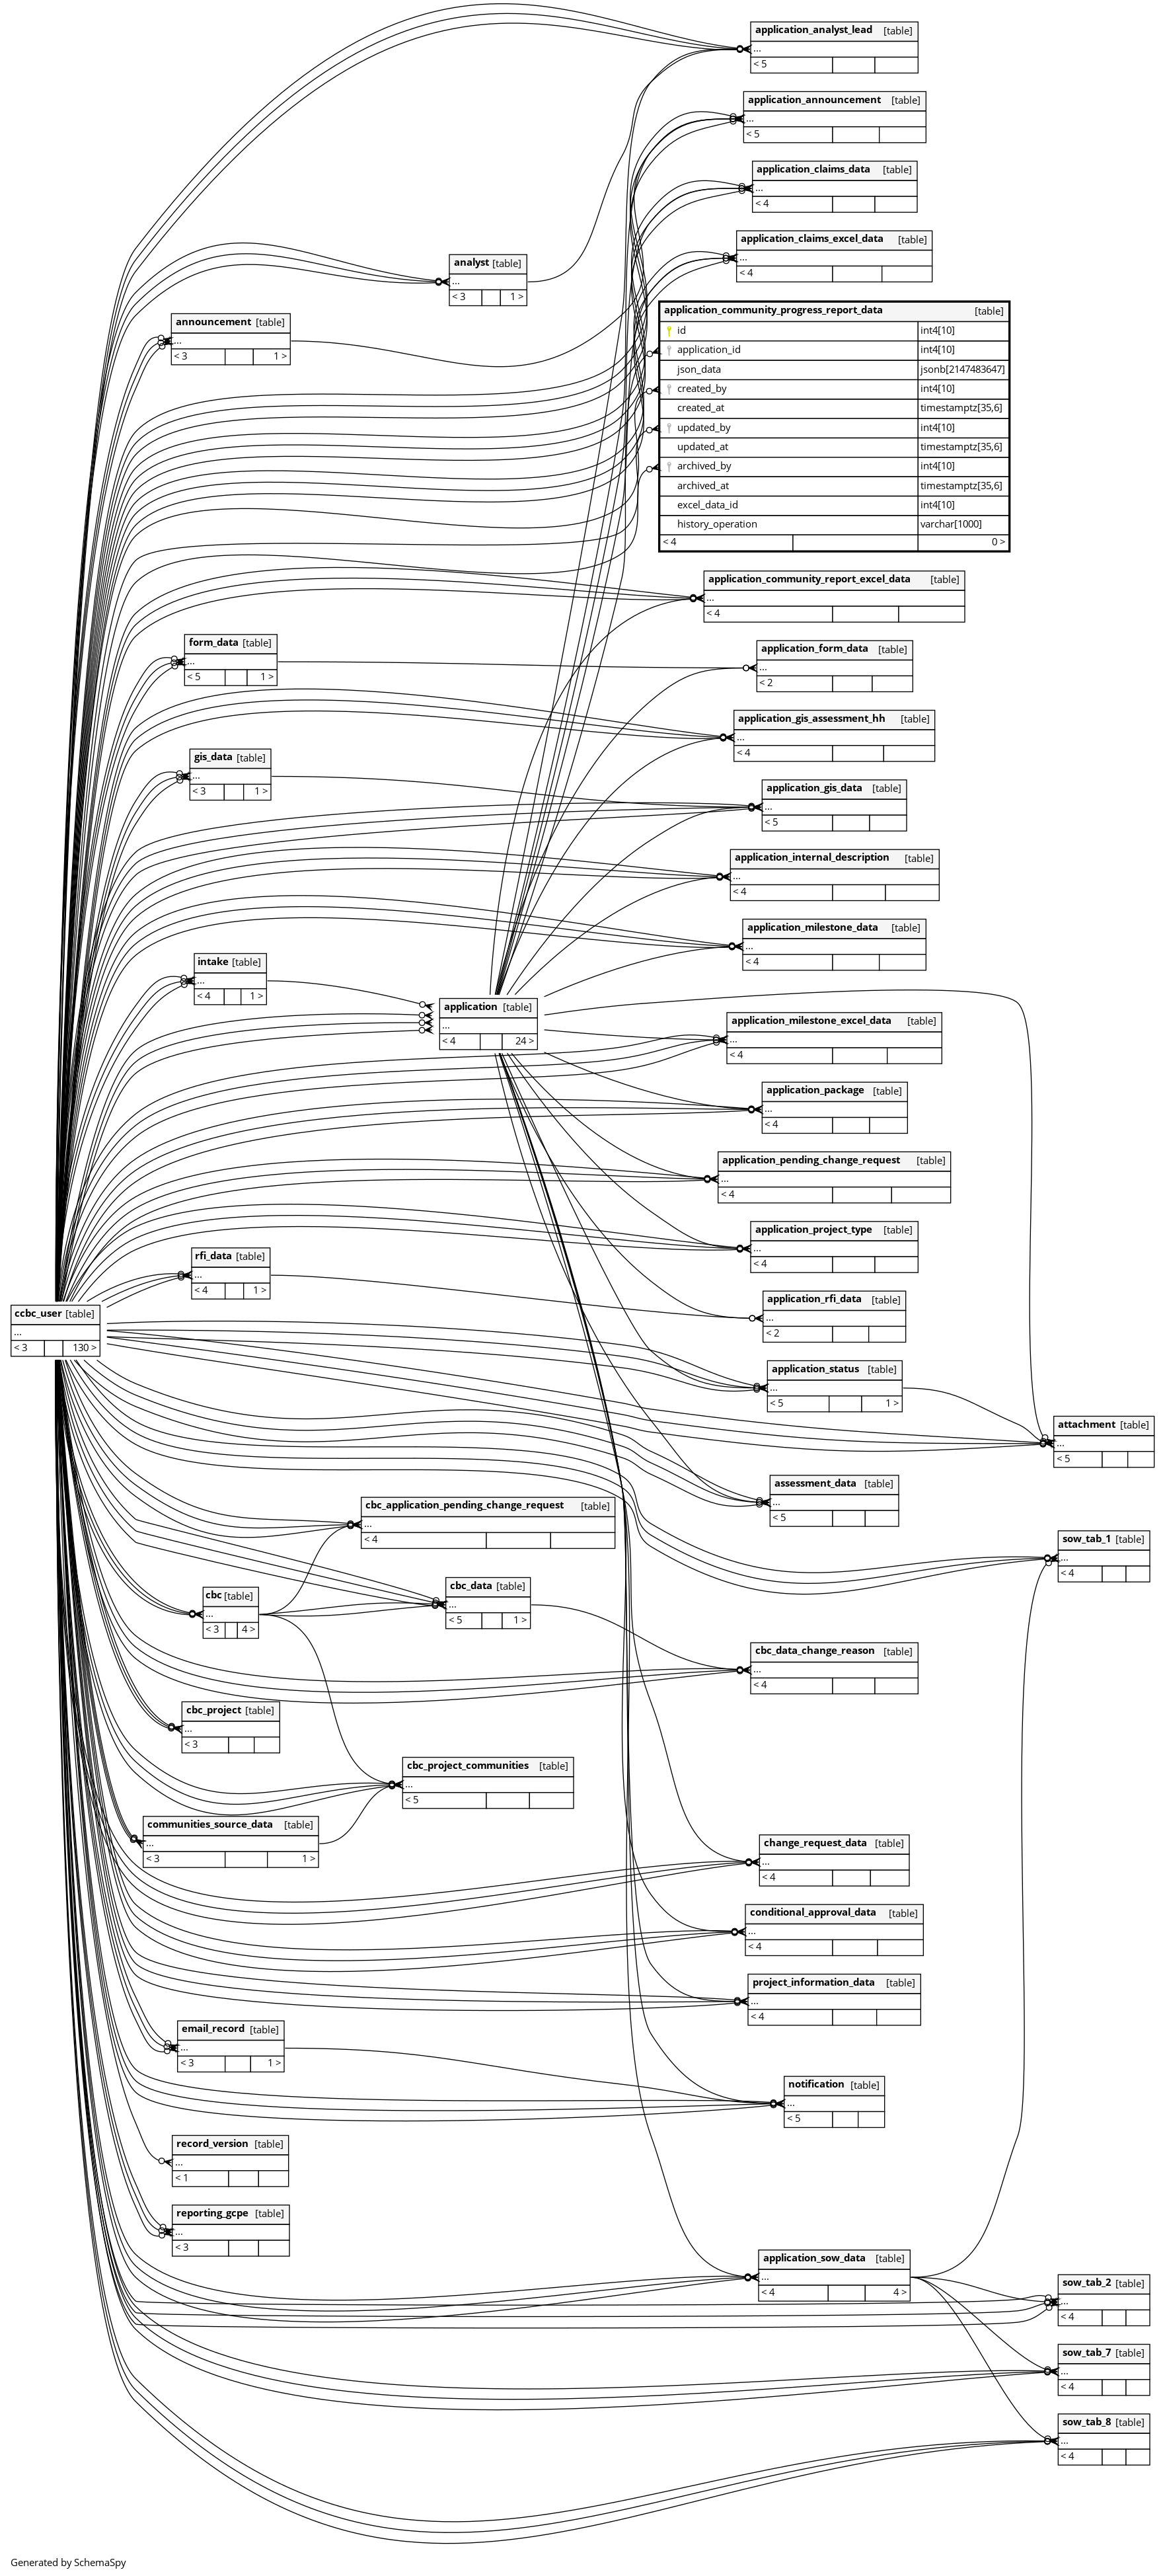 application_analyst_lead [table]
...
< 5
application_announcement [table]
...
< 5
application_claims_data [table]
...
< 4
application_claims_excel_data [table]
...
< 4
analyst [table]
...
< 3 1 >
announcement [table]
...
< 3 1 >
application_community_progress_report_data [table]
id int4[10]
application_id int4[10]
json_data jsonb[2147483647]
created_by int4[10]
created_at timestamptz[35,6]
updated_by int4[10]
updated_at timestamptz[35,6]
archived_by int4[10]
archived_at timestamptz[35,6]
excel_data_id int4[10]
history_operation varchar[1000]
< 4 0 >
application_community_report_excel_data [table]
...
< 4
form_data [table]
...
< 5 1 >
application_form_data [table]
...
< 2
application_gis_assessment_hh [table]
...
< 4
gis_data [table]
...
< 3 1 >
application_gis_data [table]
...
< 5
application_internal_description [table]
...
< 4
application_milestone_data [table]
...
< 4
intake [table]
...
< 4 1 >
application [table]
...
< 4 24 >
application_milestone_excel_data [table]
...
< 4
application_package [table]
...
< 4
application_pending_change_request [table]
...
< 4
application_project_type [table]
...
< 4
rfi_data [table]
...
< 4 1 >
application_rfi_data [table]
...
< 2
ccbc_user [table]
...
< 3 130 >
application_status [table]
...
< 5 1 >
attachment [table]
...
< 5
assessment_data [table]
...
< 5
cbc_application_pending_change_request [table]
...
< 4
sow_tab_1 [table]
...
< 4
cbc [table]
...
< 3 4 >
cbc_data [table]
...
< 5 1 >
cbc_data_change_reason [table]
...
< 4
cbc_project [table]
...
< 3
cbc_project_communities [table]
...
< 5
communities_source_data [table]
...
< 3 1 >
change_request_data [table]
...
< 4
conditional_approval_data [table]
...
< 4
project_information_data [table]
...
< 4
email_record [table]
...
< 3 1 >
notification [table]
...
< 5
record_version [table]
...
< 1
reporting_gcpe [table]
...
< 3
application_sow_data [table]
...
< 4 4 >
sow_tab_2 [table]
...
< 4
sow_tab_7 [table]
...
< 4
sow_tab_8 [table]
...
< 4
Generated by SchemaSpy